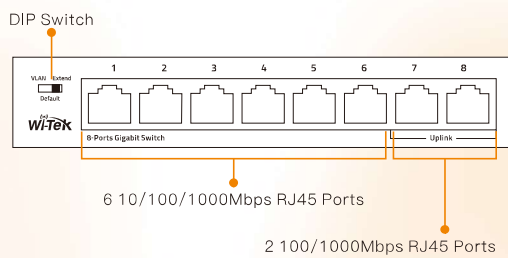 DIP Switch
1 2 3 4 5 6 7 8
VLAN Extend
Default
Wi-Tek
8-Ports Gigabit Switch
Uplink
6 10/100/1000Mbps RJ45 Ports
2 100/1000Mbps RJ45 Ports